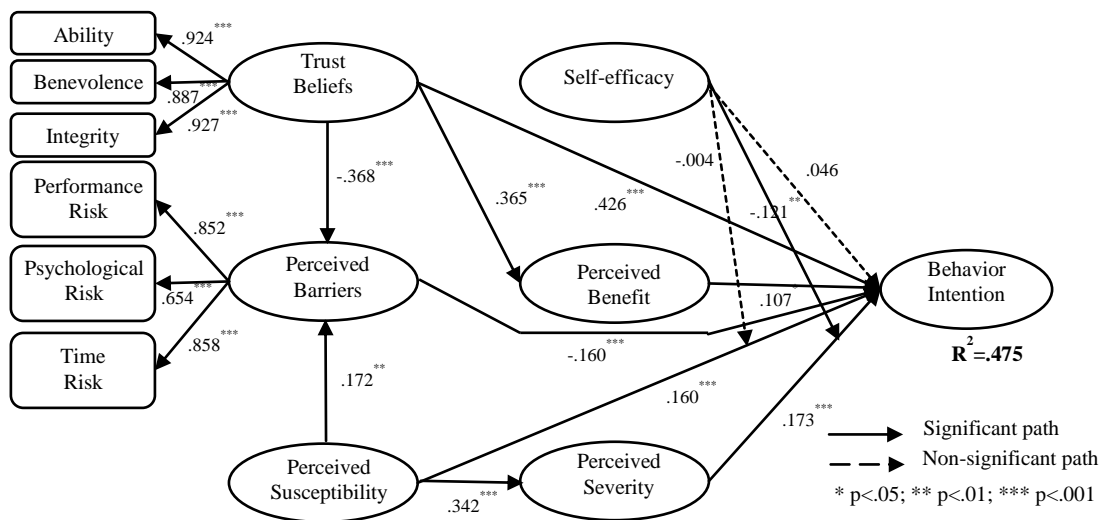 Ability
.924***
Benevolence
.887***
Integrity
.927***
Trust
Beliefs
Self-efficacy
Performance
Risk
.852***
Psychological
Risk
.654***
Time
Risk
.858***
-.368***
.365***
.426***
-.004
-.121**
.046
Perceived
Barriers
Perceived
Benefit
.107*
Behavior
Intention
R²=.475
-.160***
.172**
.160***
.173***
Perceived
Susceptibility
.342***
Perceived
Severity
Significant path
Non-significant path
* p<.05; ** p<.01; *** p<.001